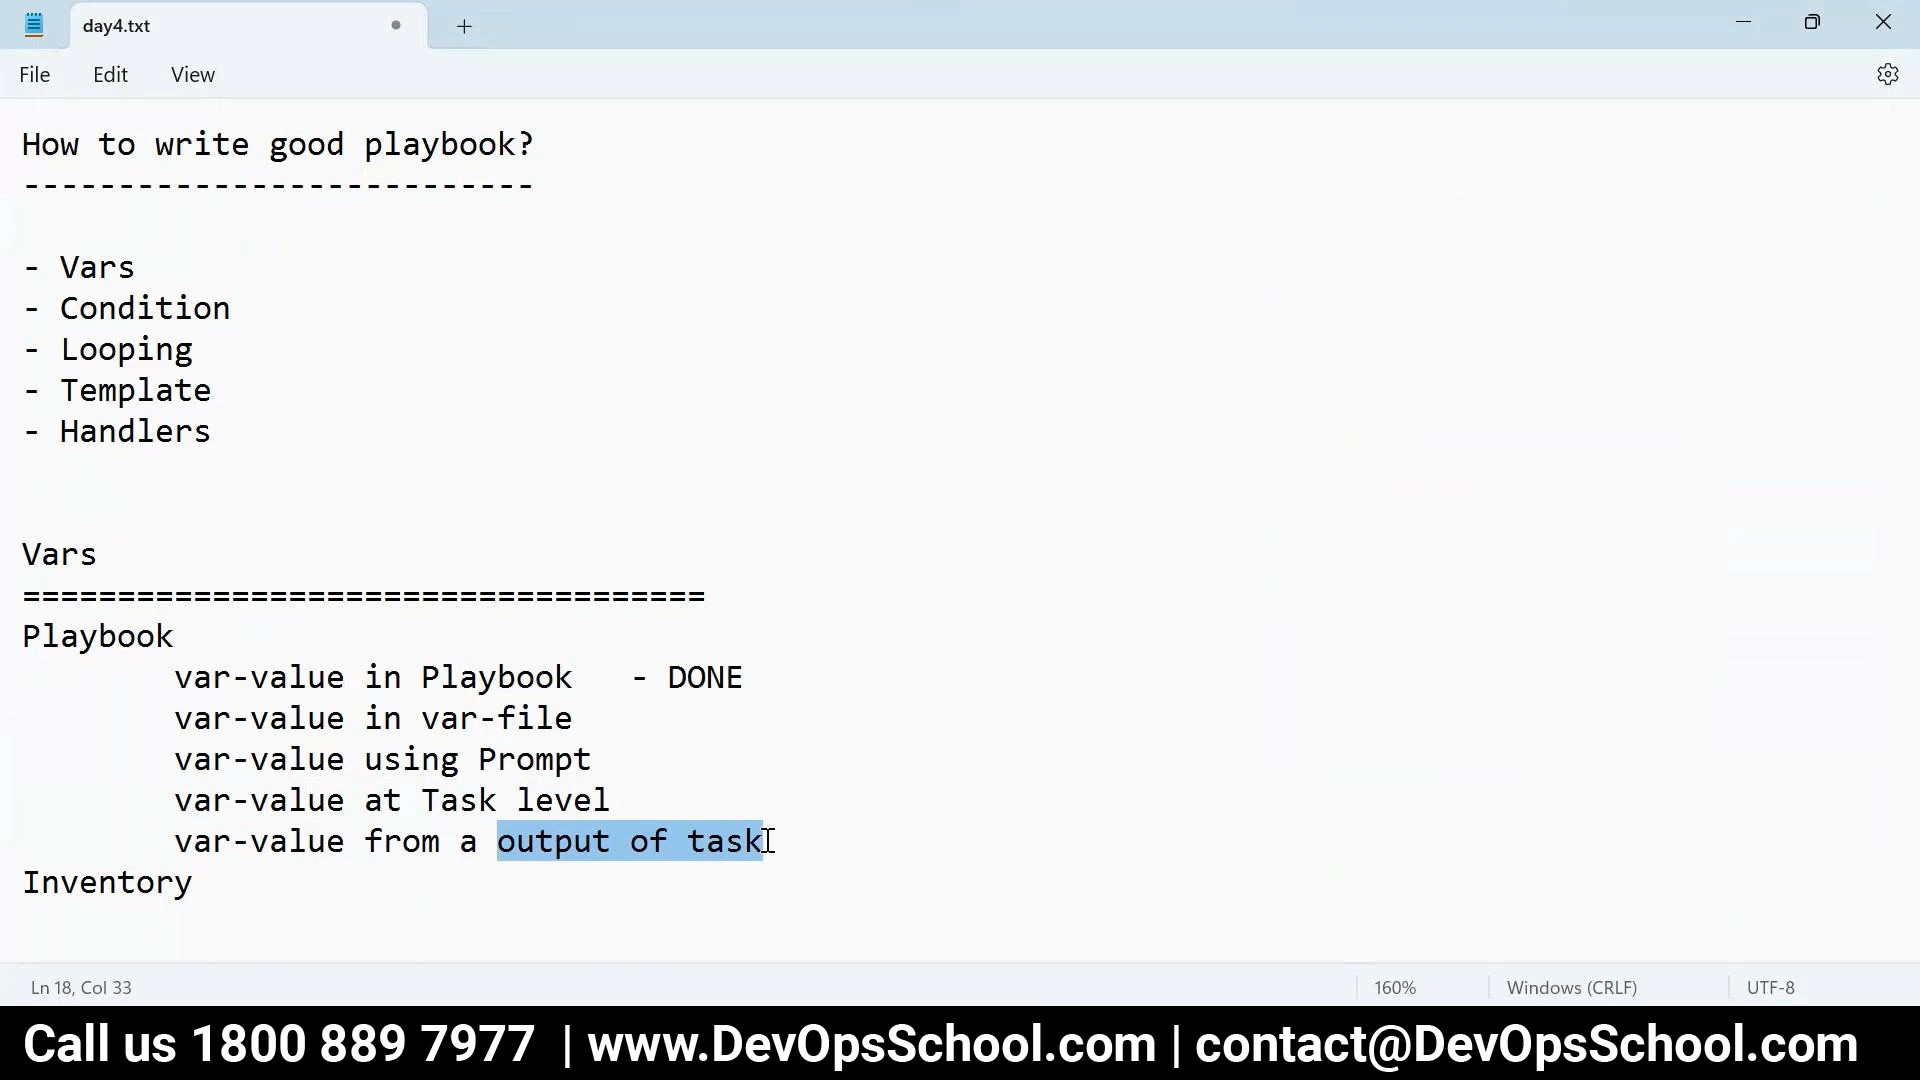 day4.txt
File Edit View
How to write good playbook?
---------------------------
- Vars
- Condition
- Looping
- Template
- Handlers
Vars
====================================
Playbook
var-value in Playbook - DONE
var-value in var-file
var-value using Prompt
var-value at Task level
var-value from a output of task
Inventory
Ln 18, Col 33 160% Windows (CRLF) UTF-8
Call us 1800 889 7977 | www.DevOpsSchool.com | contact@DevOpsSchool.com